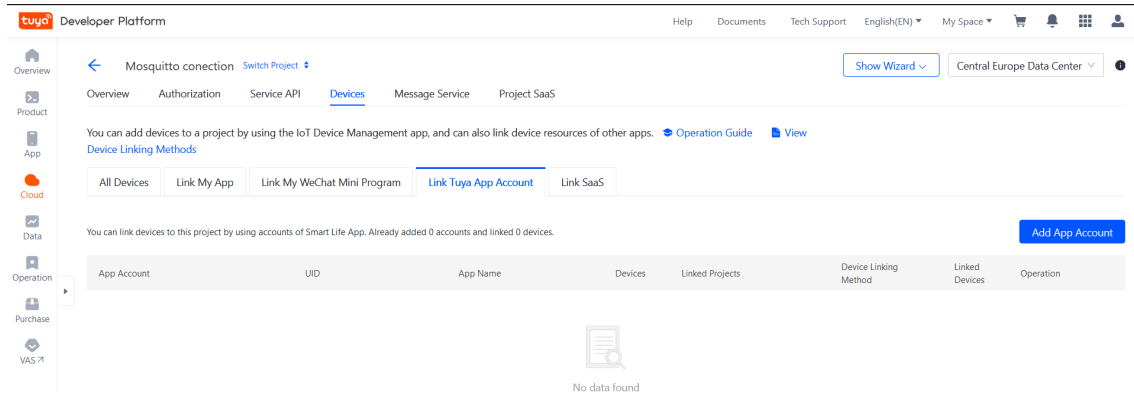 tuya Developer Platform Help Documents Tech Support English(EN) My Space
Overview
Product
App
Cloud
Data
Operation
Purchase
VAS
Mosquitto conection Switch Project Show Wizard Central Europe Data Center
Overview Authorization Service API Devices Message Service Project SaaS
You can add devices to a project by using the IoT Device Management app, and can also link device resources of other apps. Operation Guide View
Device Linking Methods
All Devices Link My App Link My WeChat Mini Program Link Tuya App Account Link SaaS
You can link devices to this project by using accounts of Smart Life App. Already added 0 accounts and linked 0 devices. Add App Account
App Account UID App Name Devices Linked Projects Device Linking Method Linked Devices Operation
No data found